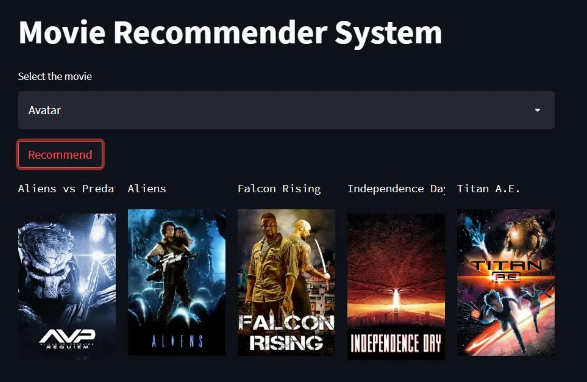 Movie Recommender System
Select the movie
Avatar
Recommend
Aliens vs Preda
Aliens
Falcon Rising
Independence Day
Titan A.E.
AVP
REQUIEM
ALIENS
FALCON
RISING
INDEPENDENCE DAY
TITAN
A.E.